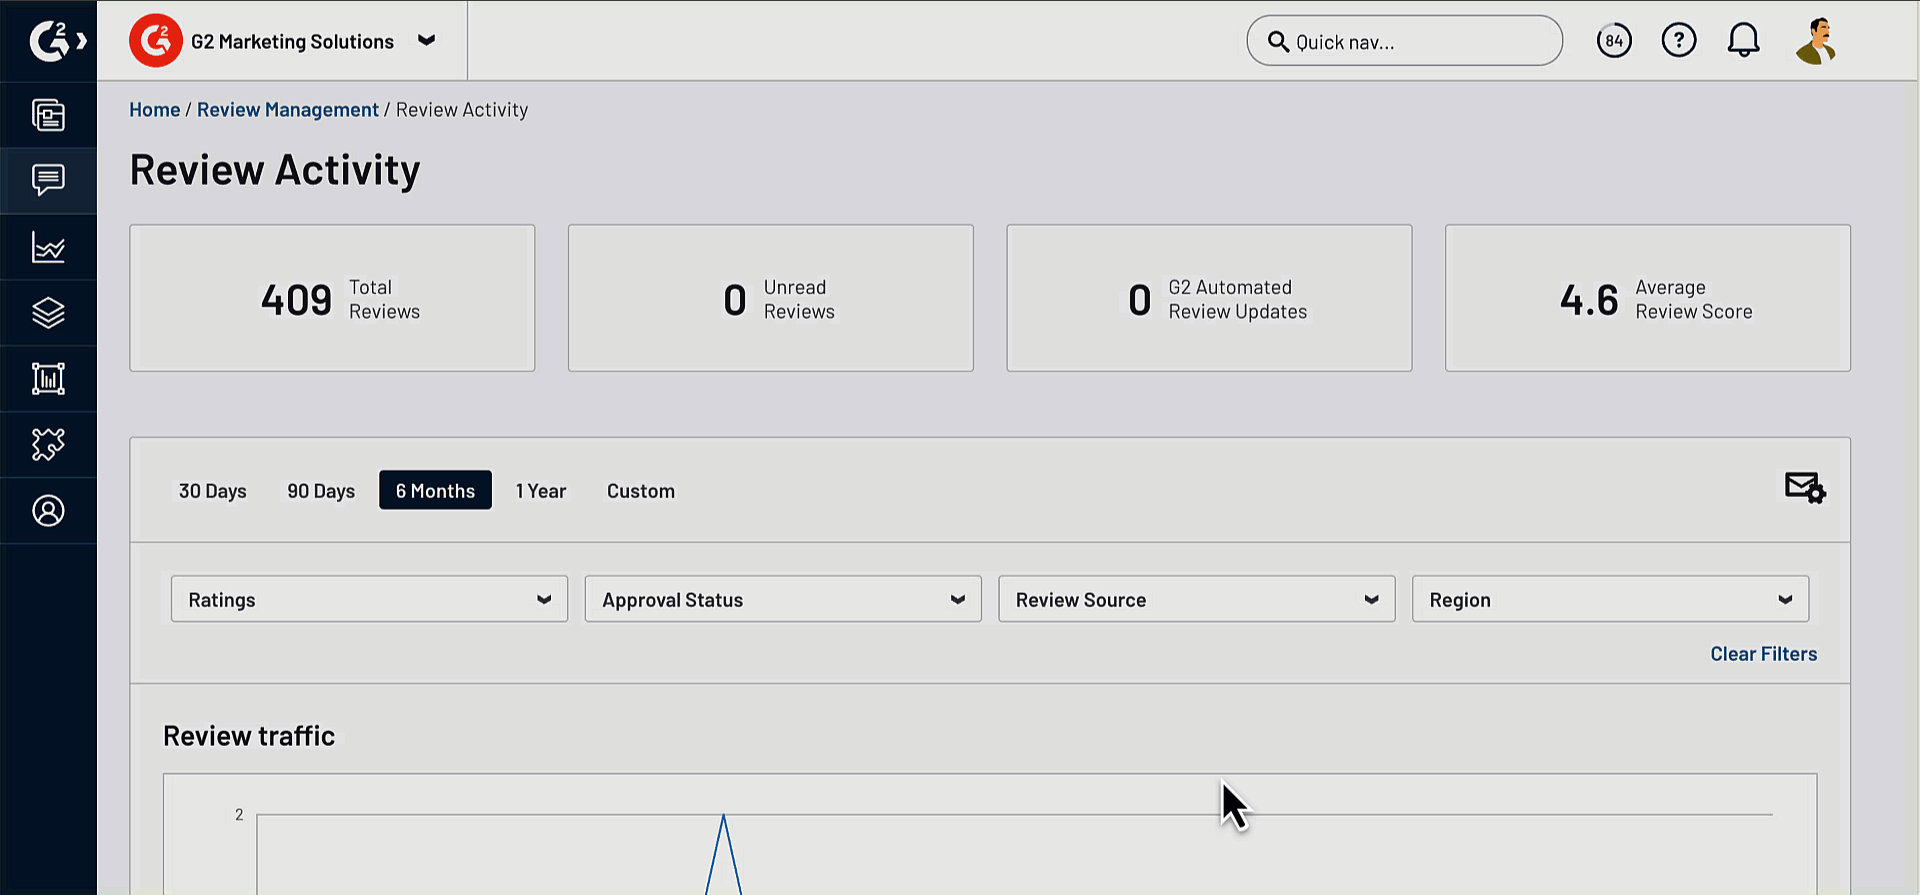 G2 Marketing Solutions
Quick nav...
84
?
Home / Review Management / Review Activity
Review Activity
409 Total Reviews
0 Unread Reviews
0 G2 Automated Review Updates
4.6 Average Review Score
30 Days 90 Days 6 Months 1 Year Custom
Ratings
Approval Status
Review Source
Region
Clear Filters
Review traffic
2